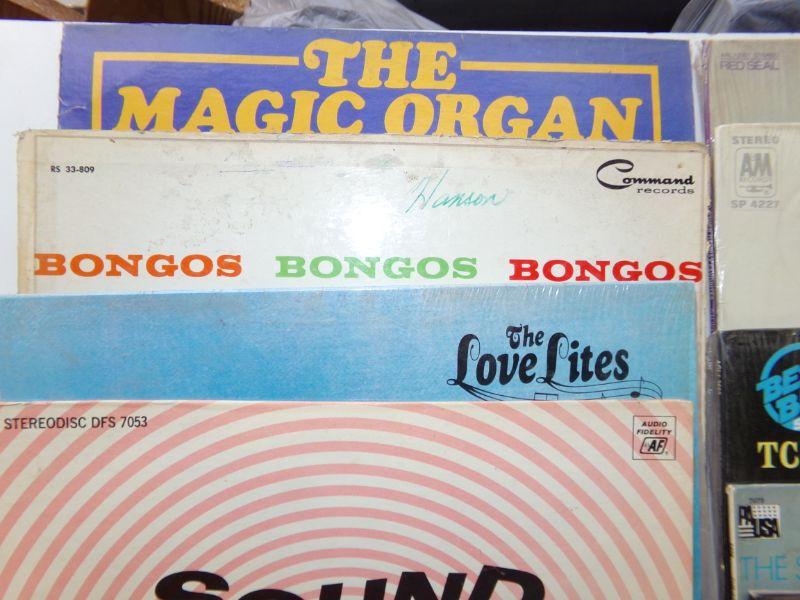 THE
MAGIC ORGAN
RS 33-809
Hanson
Command
records
BONGOS BONGOS BONGOS
The
Love Lites
STEREODISC DFS 7053
AUDIO
FIDELITY
AF
SOUND
RED SEAL
STEREO
A&M
SP 4227
TC
USA
THE S